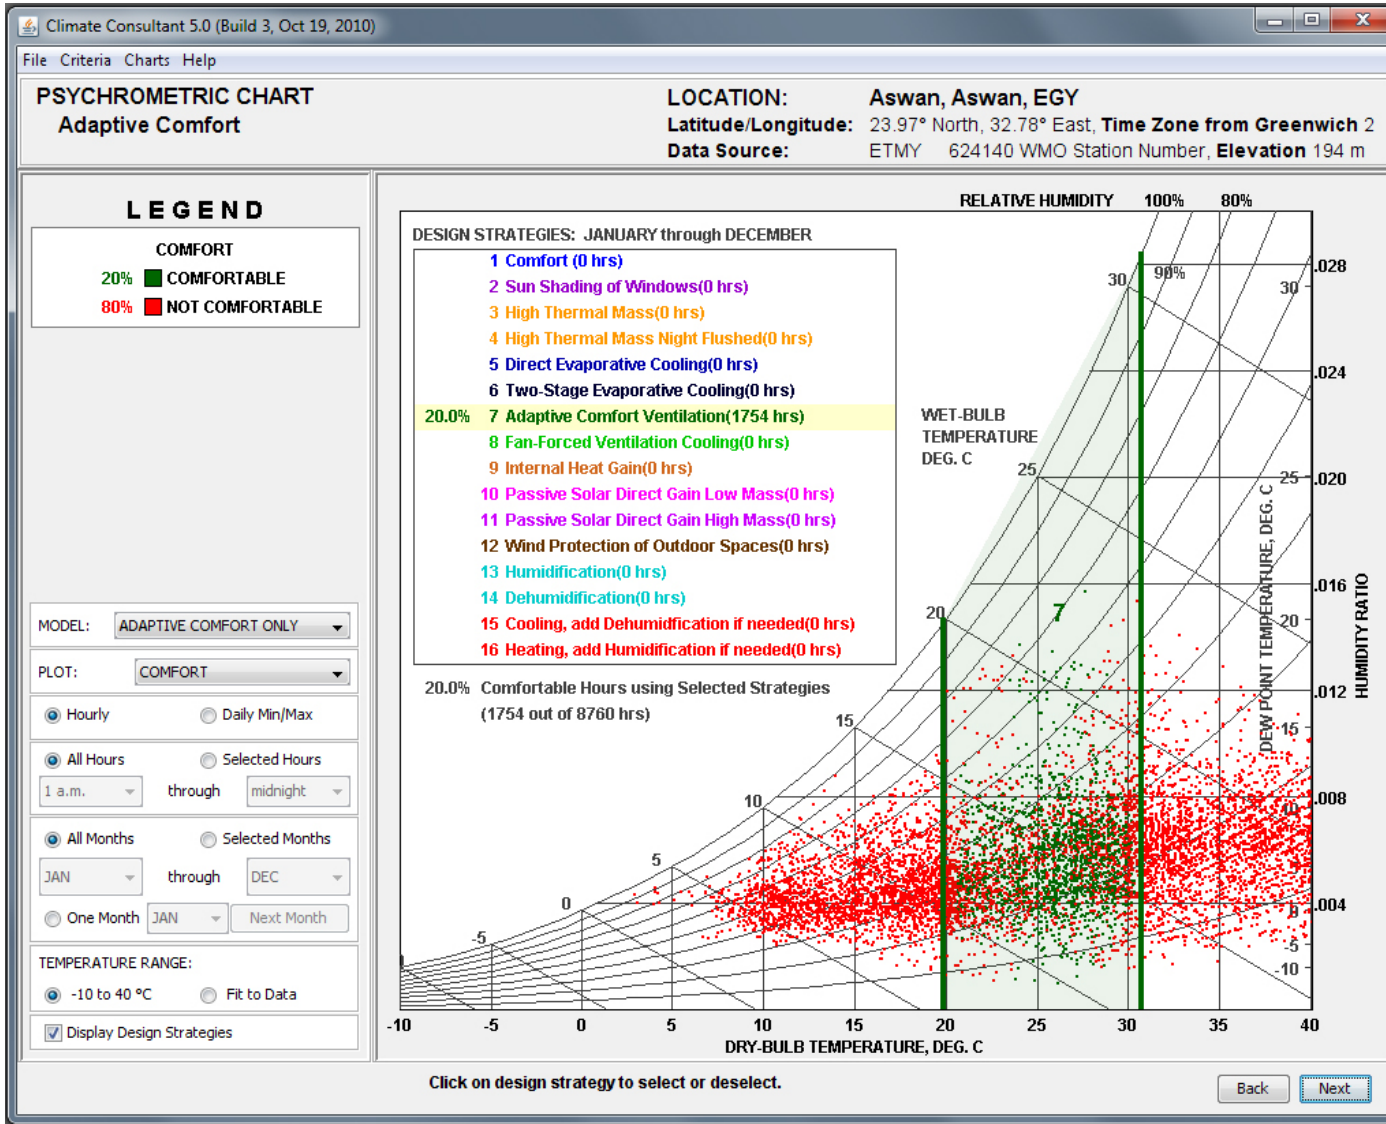 Climate Consultant 5.0 (Build 3, Oct 19, 2010)
File Criteria Charts Help
PSYCHROMETRIC CHART
Adaptive Comfort
LOCATION: Aswan, Aswan, EGY
Latitude/Longitude: 23.97° North, 32.78° East, Time Zone from Greenwich 2
Data Source: ETMY 624140 WMO Station Number, Elevation 194 m
LEGEND
COMFORT
20% COMFORTABLE
80% NOT COMFORTABLE
MODEL: ADAPTIVE COMFORT ONLY
PLOT: COMFORT
Hourly Daily Min/Max
All Hours Selected Hours
1 a.m. through midnight
All Months Selected Months
JAN through DEC
One Month JAN Next Month
TEMPERATURE RANGE:
-10 to 40 °C Fit to Data
Display Design Strategies
RELATIVE HUMIDITY 100% 80%
90%
DESIGN STRATEGIES: JANUARY through DECEMBER
1 Comfort (0 hrs)
2 Sun Shading of Windows(0 hrs)
3 High Thermal Mass(0 hrs)
4 High Thermal Mass Night Flushed(0 hrs)
5 Direct Evaporative Cooling(0 hrs)
6 Two-Stage Evaporative Cooling(0 hrs)
20.0% 7 Adaptive Comfort Ventilation(1754 hrs)
8 Fan-Forced Ventilation Cooling(0 hrs)
9 Internal Heat Gain(0 hrs)
10 Passive Solar Direct Gain Low Mass(0 hrs)
11 Passive Solar Direct Gain High Mass(0 hrs)
12 Wind Protection of Outdoor Spaces(0 hrs)
13 Humidification(0 hrs)
14 Dehumidification(0 hrs)
15 Cooling, add Dehumidfication if needed(0 hrs)
16 Heating, add Humidification if needed(0 hrs)
20.0% Comfortable Hours using Selected Strategies
(1754 out of 8760 hrs)
WET-BULB
TEMPERATURE
DEG. C
30
25
20
15
10
5
0
-5
7
DEW POINT TEMPERATURE, DEG. C
30
25
20
15
10
5
0
-5
-10
.028
.024
.020
.016
.012
.008
.004
HUMIDITY RATIO
-10 -5 0 5 10 15 20 25 30 35 40
DRY-BULB TEMPERATURE, DEG. C
Click on design strategy to select or deselect.
Back Next